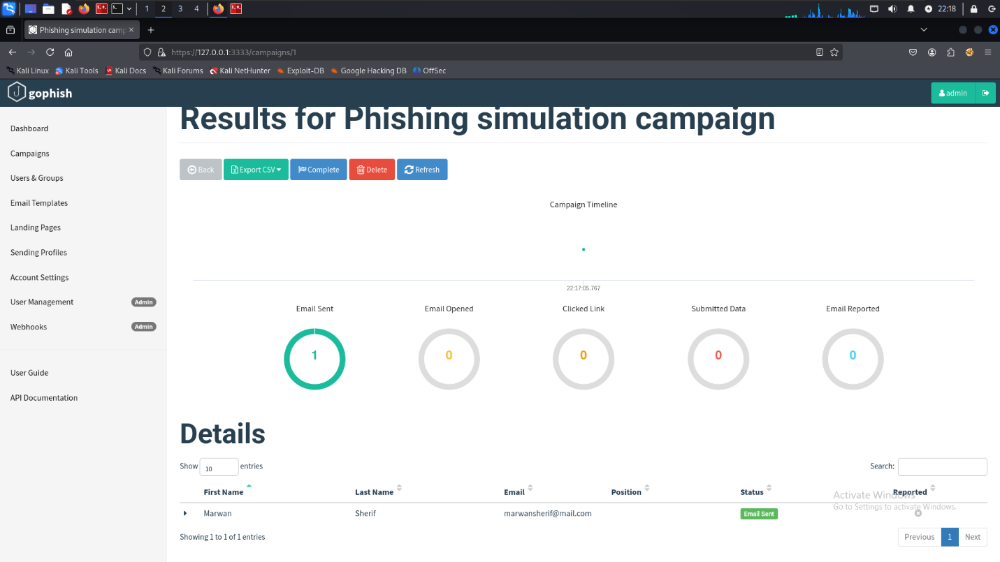 1 2 3 4 22:18
Phishing simulation camp
https://127.0.0.1:3333/campaigns/1
Kali Linux Kali Tools Kali Docs Kali Forums Kali NetHunter Exploit-DB Google Hacking DB OffSec
gophish admin
Results for Phishing simulation campaign
Dashboard
Campaigns
Users & Groups
Email Templates
Landing Pages
Sending Profiles
Account Settings
User Management Admin
Webhooks Admin
User Guide
API Documentation
Back Export CSV Complete Delete Refresh
Campaign Timeline
22:17:05.767
Email Sent Email Opened Clicked Link Submitted Data Email Reported
1 0 0 0 0
Details
Show 10 entries Search:
First Name Last Name Email Position Status Reported
Marwan Sherif marwansherif@mail.com Email Sent
Activate Windows
Go to Settings to activate Windows.
Showing 1 to 1 of 1 entries Previous 1 Next